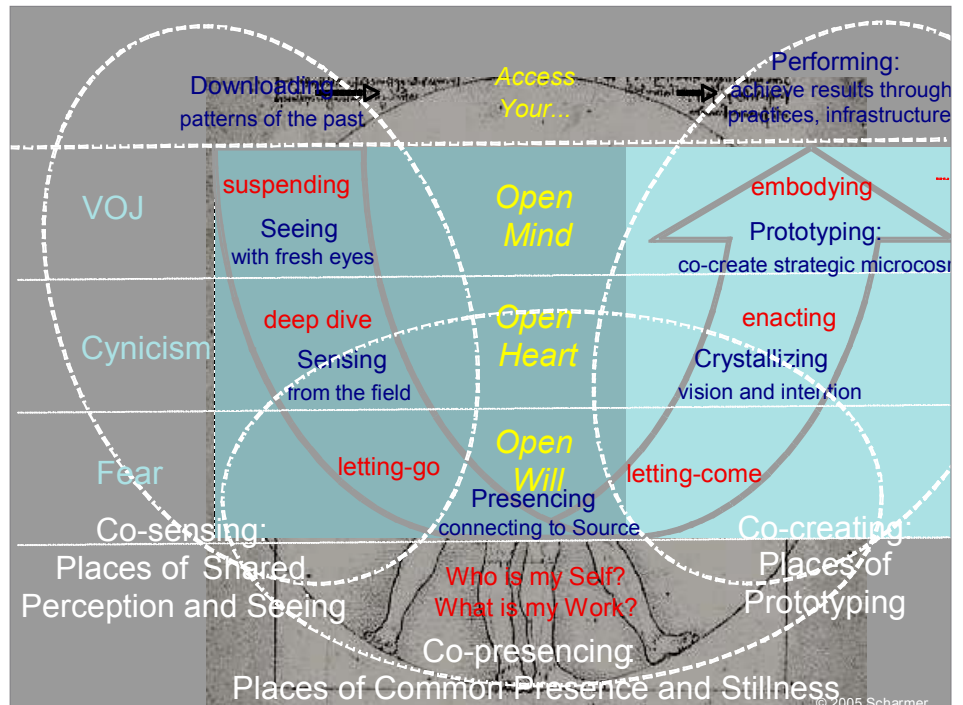 Downloading
patterns of the past
Access
Your...
Performing:
achieve results through
practices, infrastructure
VOJ
suspending
Seeing
with fresh eyes
Open
Mind
embodying
Prototyping:
co-create strategic microcosm
Cynicism
deep dive
Sensing
from the field
Open
Heart
enacting
Crystallizing
vision and intention
Fear
letting-go
Open
Will
letting-come
Presencing
connecting to Source
Co-sensing:
Places of Shared
Perception and Seeing
Who is my Self?
What is my Work?
Co-creating:
Places of
Prototyping
Co-presencing
Places of Common Presence and Stillness
© 2005 Scharmer